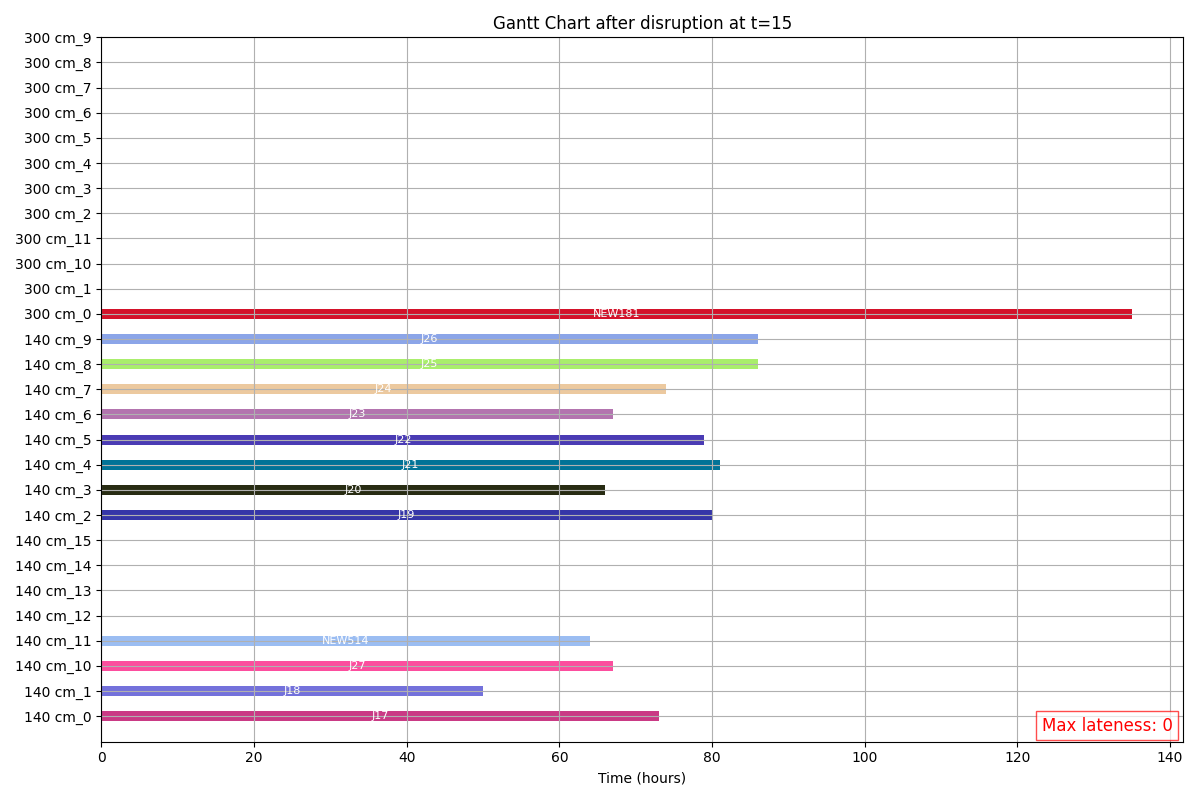 Gantt Chart after disruption at t=15
300 cm_9
300 cm_8
300 cm_7
300 cm_6
300 cm_5
300 cm_4
300 cm_3
300 cm_2
300 cm_11
300 cm_10
300 cm_1
300 cm_0 NEW181
140 cm_9 J26
140 cm_8 J25
140 cm_7 J24
140 cm_6 J23
140 cm_5 J22
140 cm_4 J21
140 cm_3 J20
140 cm_2 J19
140 cm_15
140 cm_14
140 cm_13
140 cm_12
140 cm_11 NEW514
140 cm_10 J27
140 cm_1 J18
140 cm_0 J17
Max lateness: 0
0 20 40 60 80 100 120 140
Time (hours)